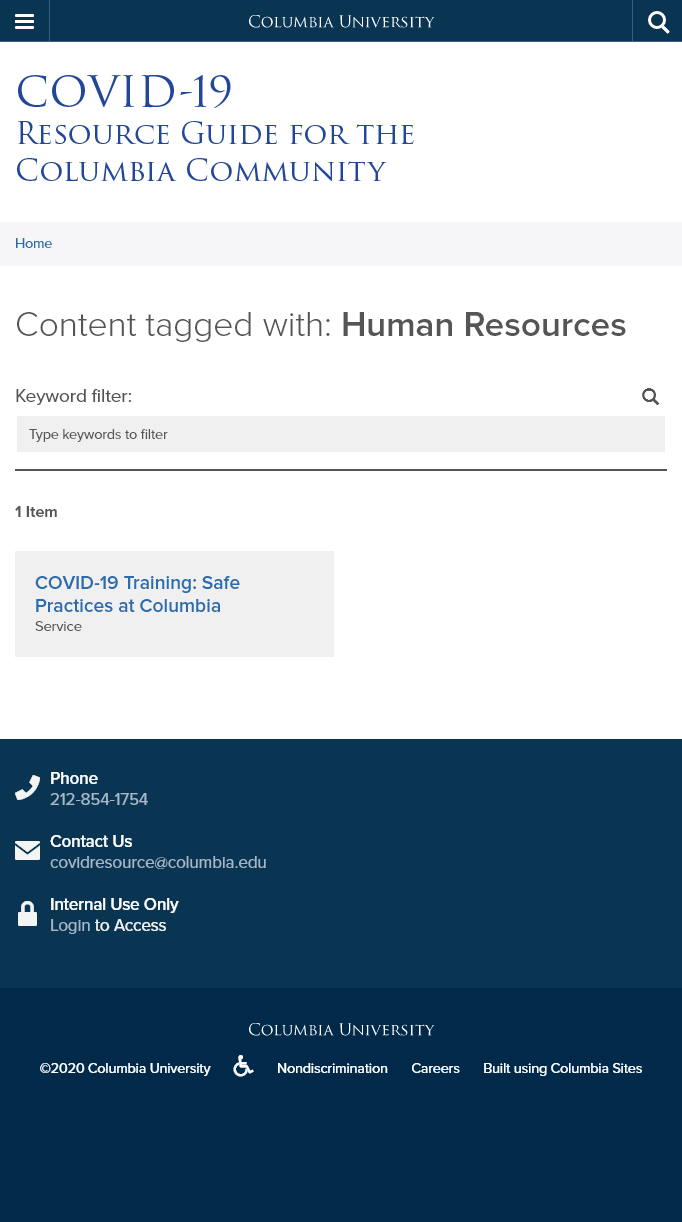 Columbia University
COVID-19
Resource Guide for the
Columbia Community
Home
Content tagged with: Human Resources
Keyword filter:
Type keywords to filter
1 Item
COVID-19 Training: Safe
Practices at Columbia
Service
Phone
212-854-1754
Contact Us
covidresource@columbia.edu
Internal Use Only
Login to Access
Columbia University
©2020 Columbia University Nondiscrimination Careers Built using Columbia Sites